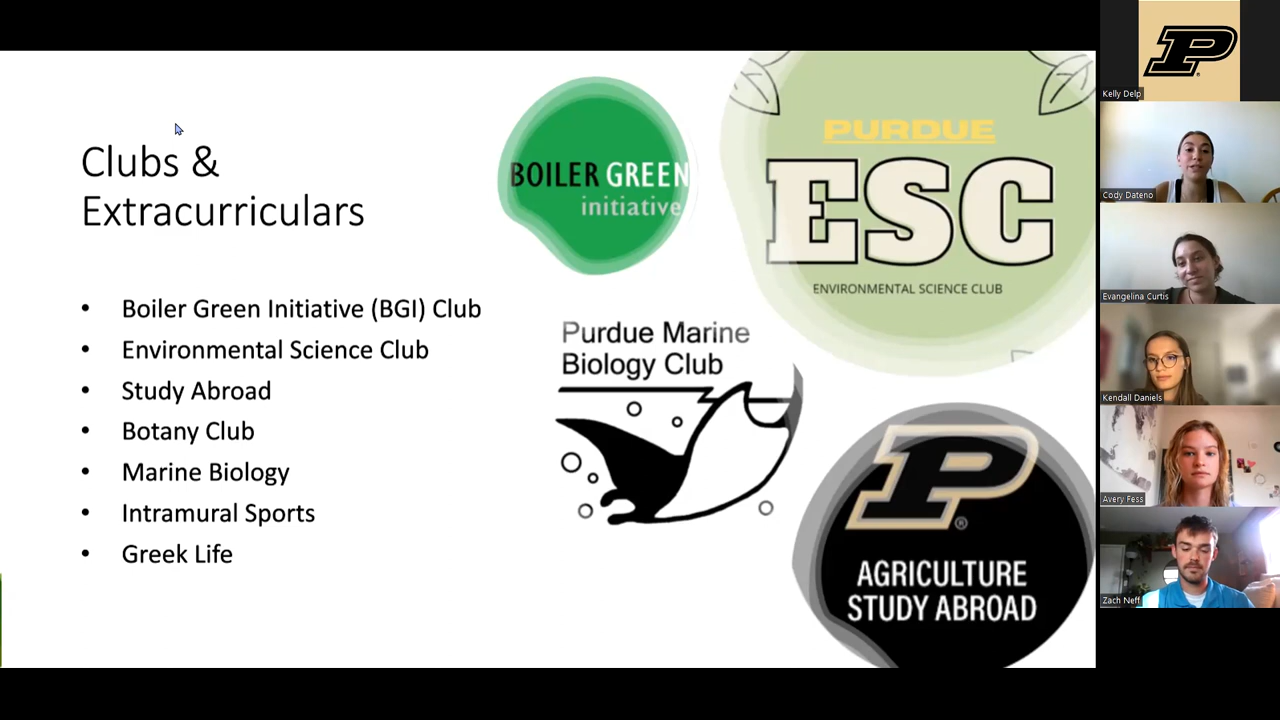 Clubs &
Extracurriculars
• Boiler Green Initiative (BGI) Club
• Environmental Science Club
• Study Abroad
• Botany Club
• Marine Biology
• Intramural Sports
• Greek Life
BOILER GREEN
initiative
PURDUE
ESC
ENVIRONMENTAL SCIENCE CLUB
Purdue Marine
Biology Club
P
®
AGRICULTURE
STUDY ABROAD
P
Kelly Delp
Cody Dateno
Evangelina Curtis
Kendall Daniels
Avery Fess
Zach Neff